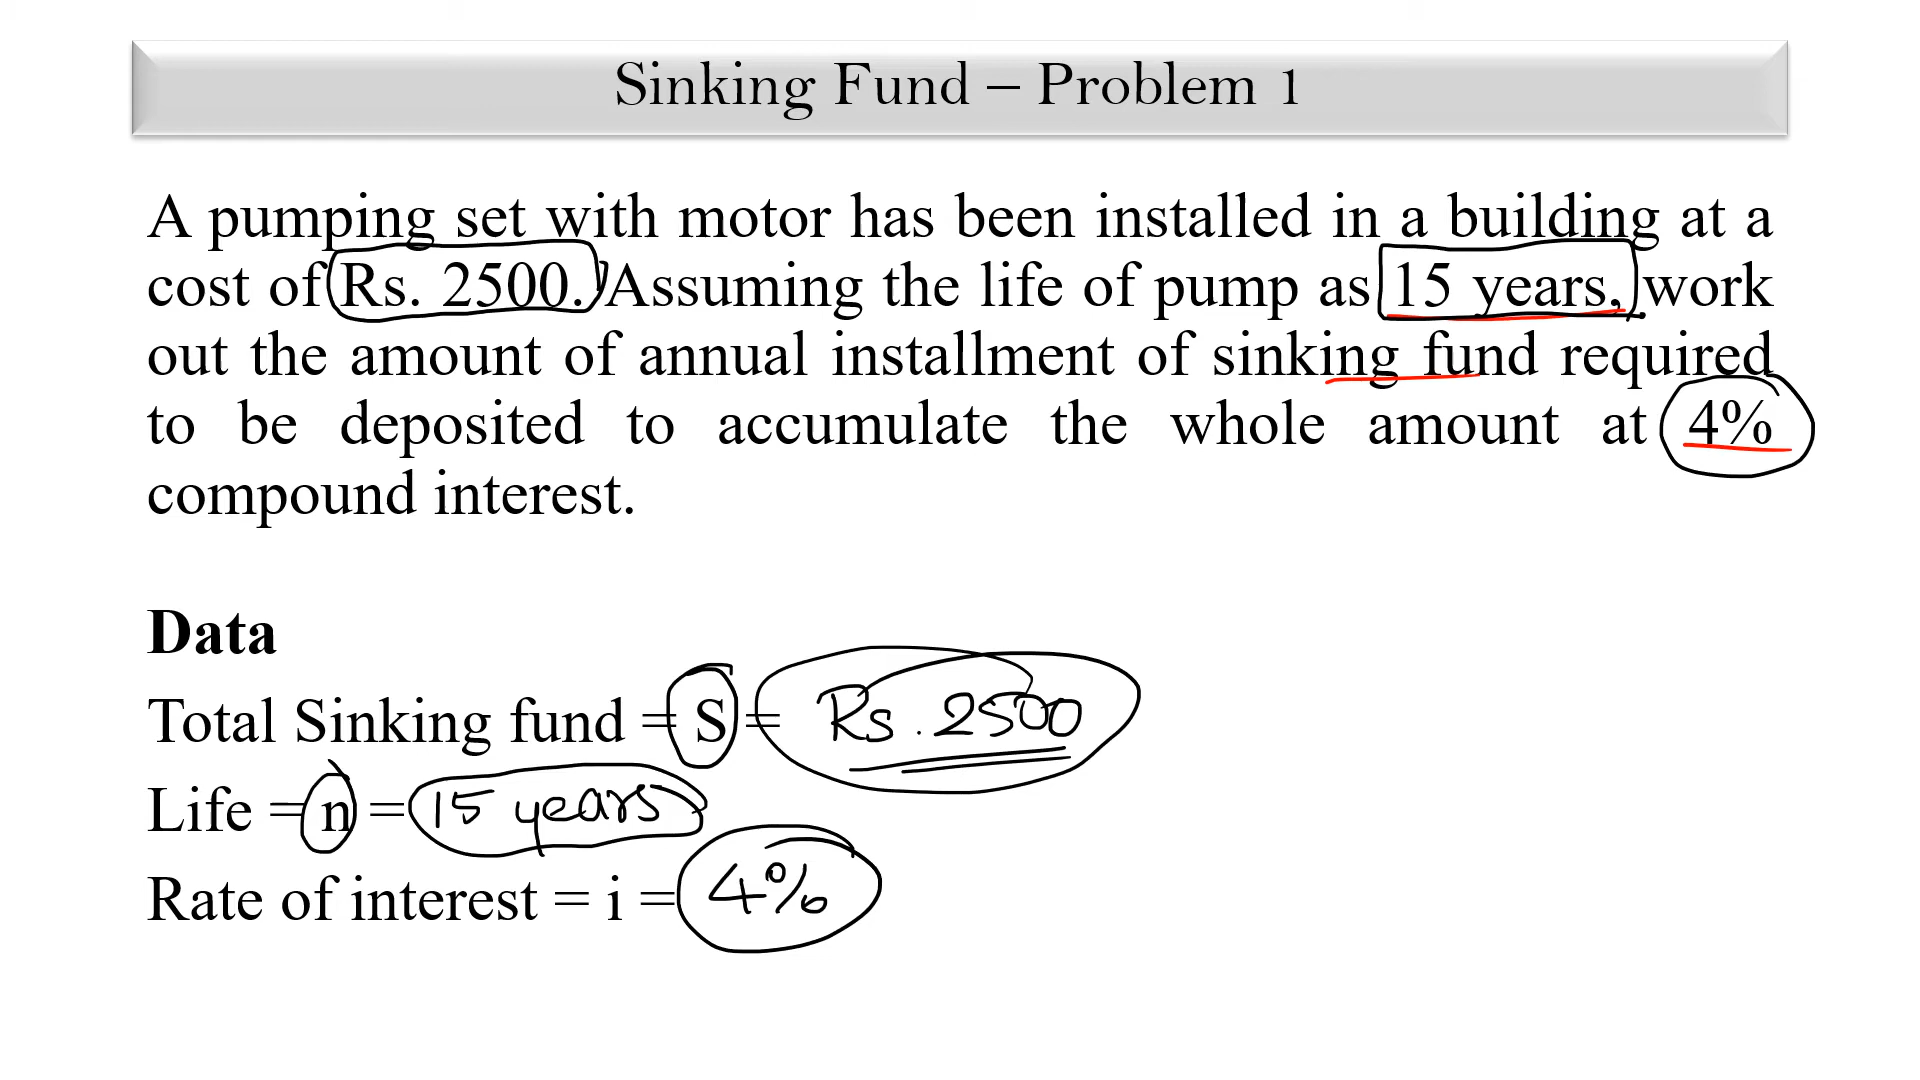 Sinking Fund – Problem 1
A pumping set with motor has been installed in a building at a
cost of Rs. 2500. Assuming the life of pump as 15 years, work
out the amount of annual installment of sinking fund required
to be deposited to accumulate the whole amount at 4%
compound interest.
Data
Total Sinking fund = S = Rs. 2500
Life = n = 15 years
Rate of interest = i = 4%